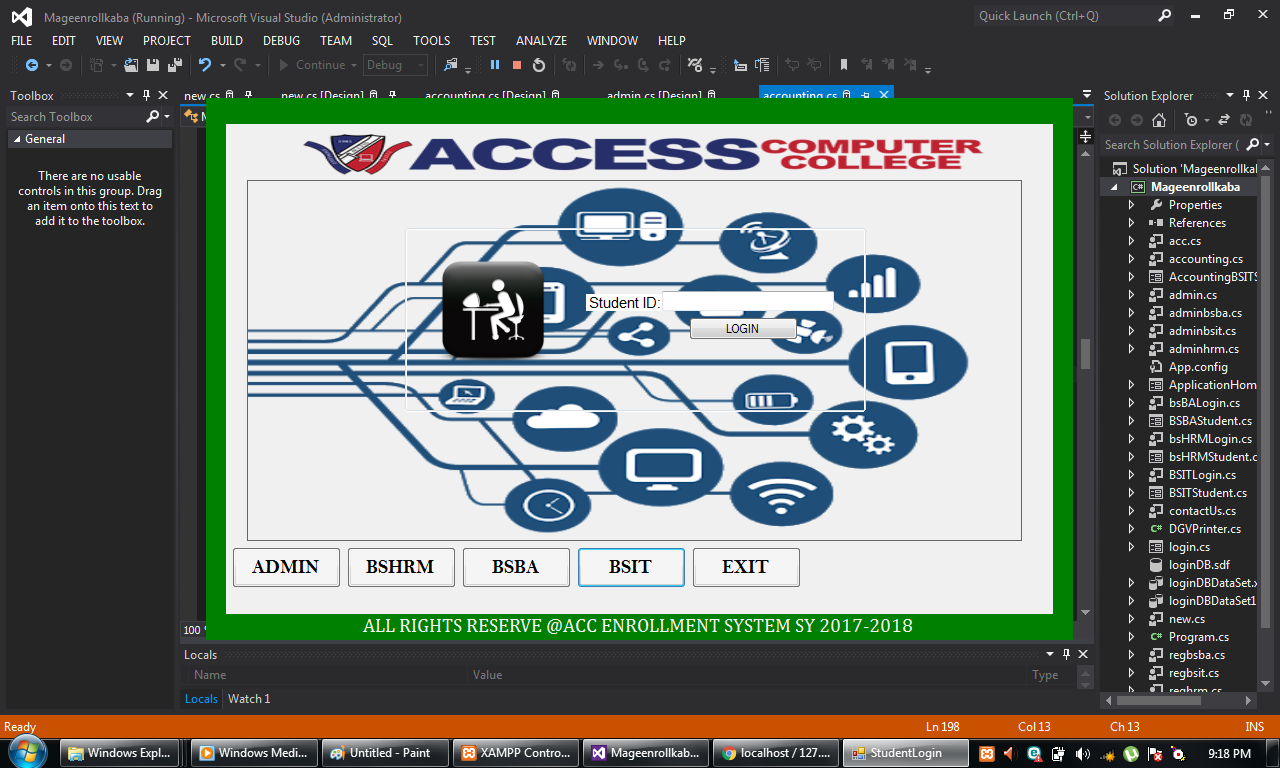 Mageenrollkaba (Running) - Microsoft Visual Studio (Administrator)
Quick Launch (Ctrl+Q)
FILE EDIT VIEW PROJECT BUILD DEBUG TEAM SQL TOOLS TEST ANALYZE WINDOW HELP
Continue Debug
Toolbox
new.cs new.cs [Design] accounting.cs [Design] admin.cs [Design] accounting.cs
Solution Explorer
Search Toolbox
General
There are no usable
controls in this group. Drag
an item onto this text to
add it to the toolbox.
ACCESS COMPUTER COLLEGE
Student ID:
LOGIN
ADMIN BSHRM BSBA BSIT EXIT
ALL RIGHTS RESERVE @ACC ENROLLMENT SYSTEM SY 2017-2018
100
Search Solution Explorer (
Solution 'Mageenrollkal
Mageenrollkaba
Properties
References
acc.cs
accounting.cs
AccountingBSITS
admin.cs
adminbsba.cs
adminbsit.cs
adminhrm.cs
App.config
ApplicationHom
bsBALogin.cs
BSBAStudent.cs
bsHRMLogin.cs
bsHRMStudent.c
BSITLogin.cs
BSITStudent.cs
contactUs.cs
DGVPrinter.cs
login.cs
loginDB.sdf
loginDBDataSet.x
loginDBDataSet1
new.cs
Program.cs
regbsba.cs
regbsit.cs
reghrm.cs
Locals
Name Value Type
Locals Watch 1
Ready Ln 198 Col 13 Ch 13 INS
Windows Expl... Windows Medi... Untitled - Paint XAMPP Contro... Mageenrollkab... localhost / 127.... StudentLogin 9:18 PM